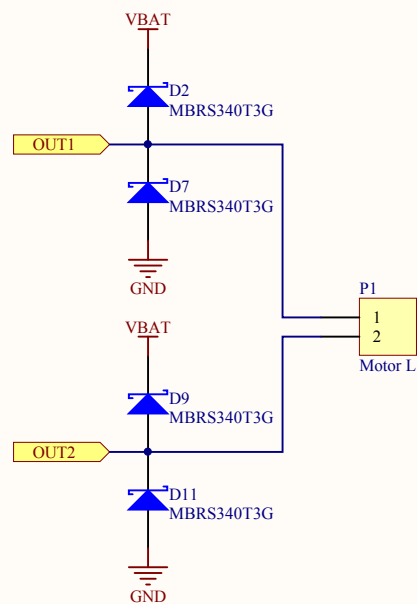 VBAT
D2
MBRS340T3G
OUT1
D7
MBRS340T3G
GND
P1
1
2
Motor L
VBAT
D9
MBRS340T3G
OUT2
D11
MBRS340T3G
GND